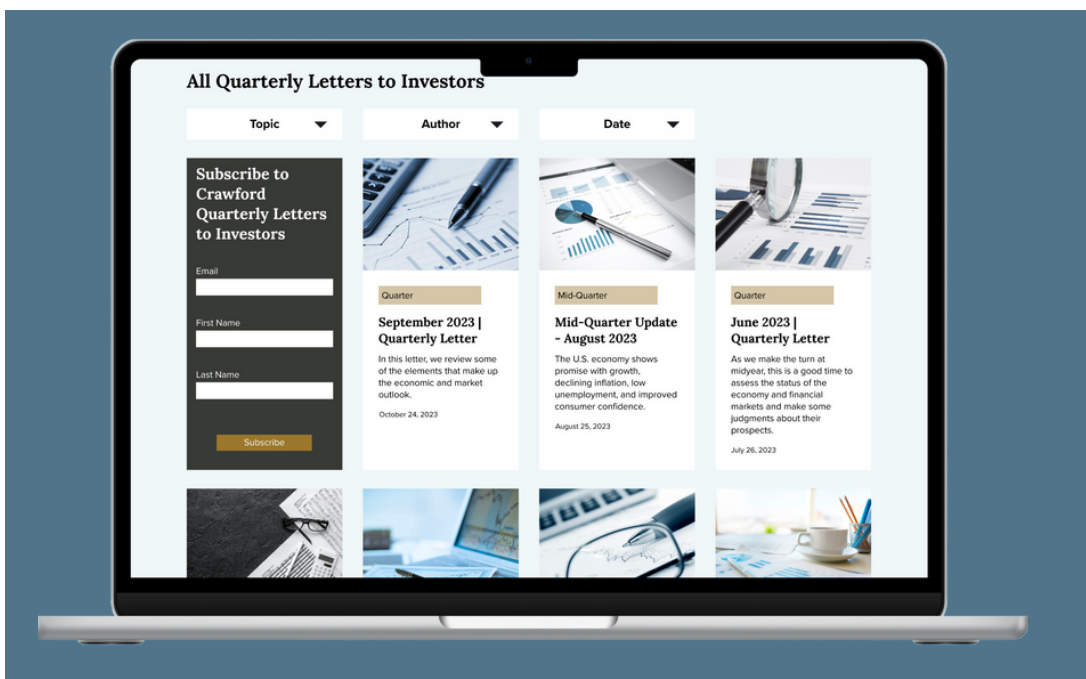 All Quarterly Letters to Investors
Topic
Author
Date
Subscribe to
Crawford
Quarterly Letters
to Investors
Email
First Name
Last Name
Subscribe
Quarter
September 2023 |
Quarterly Letter
In this letter, we review some
of the elements that make up
the economic and market
outlook.
October 24, 2023
Mid-Quarter
Mid-Quarter Update
- August 2023
The U.S. economy shows
promise with growth,
declining inflation, low
unemployment, and improved
consumer confidence.
August 25, 2023
Quarter
June 2023 |
Quarterly Letter
As we make the turn at
midyear, this is a good time to
assess the status of the
economy and financial
markets and make some
judgments about their
prospects.
July 26, 2023